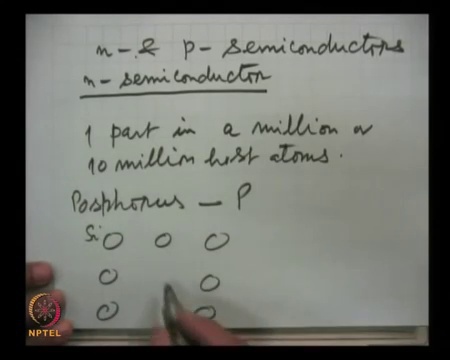 n- & p- semiconductors
n- semiconductor
1 part in a million or
10 million host atoms.
Posphorus - P
Si
NPTEL